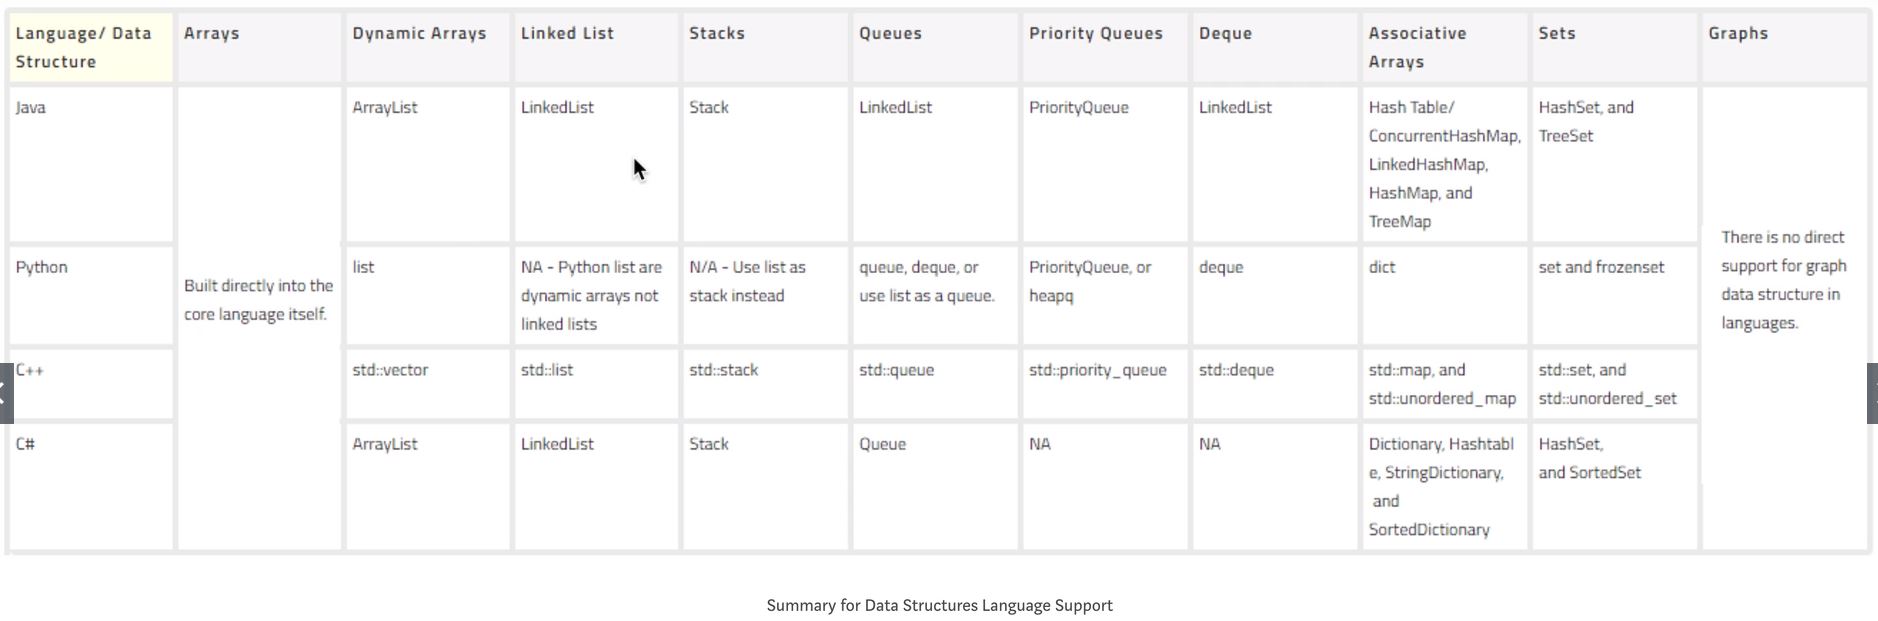 Language/ Data
Structure
Arrays
Dynamic Arrays
Linked List
Stacks
Queues
Priority Queues
Deque
Associative
Arrays
Sets
Graphs
Java
Built directly into the
core language itself.
ArrayList
LinkedList
Stack
LinkedList
PriorityQueue
LinkedList
Hash Table/
ConcurrentHashMap,
LinkedHashMap,
HashMap, and
TreeMap
HashSet, and
TreeSet
There is no direct
support for graph
data structure in
languages.
Python
list
NA - Python list are
dynamic arrays not
linked lists
N/A - Use list as
stack instead
queue, deque, or
use list as a queue.
PriorityQueue, or
heapq
deque
dict
set and frozenset
C++
std::vector
std::list
std::stack
std::queue
std::priority_queue
std::deque
std::map, and
std::unordered_map
std::set, and
std::unordered_set
C#
ArrayList
LinkedList
Stack
Queue
NA
NA
Dictionary, Hashtabl
e, StringDictionary,
and
SortedDictionary
HashSet,
and SortedSet
Summary for Data Structures Language Support